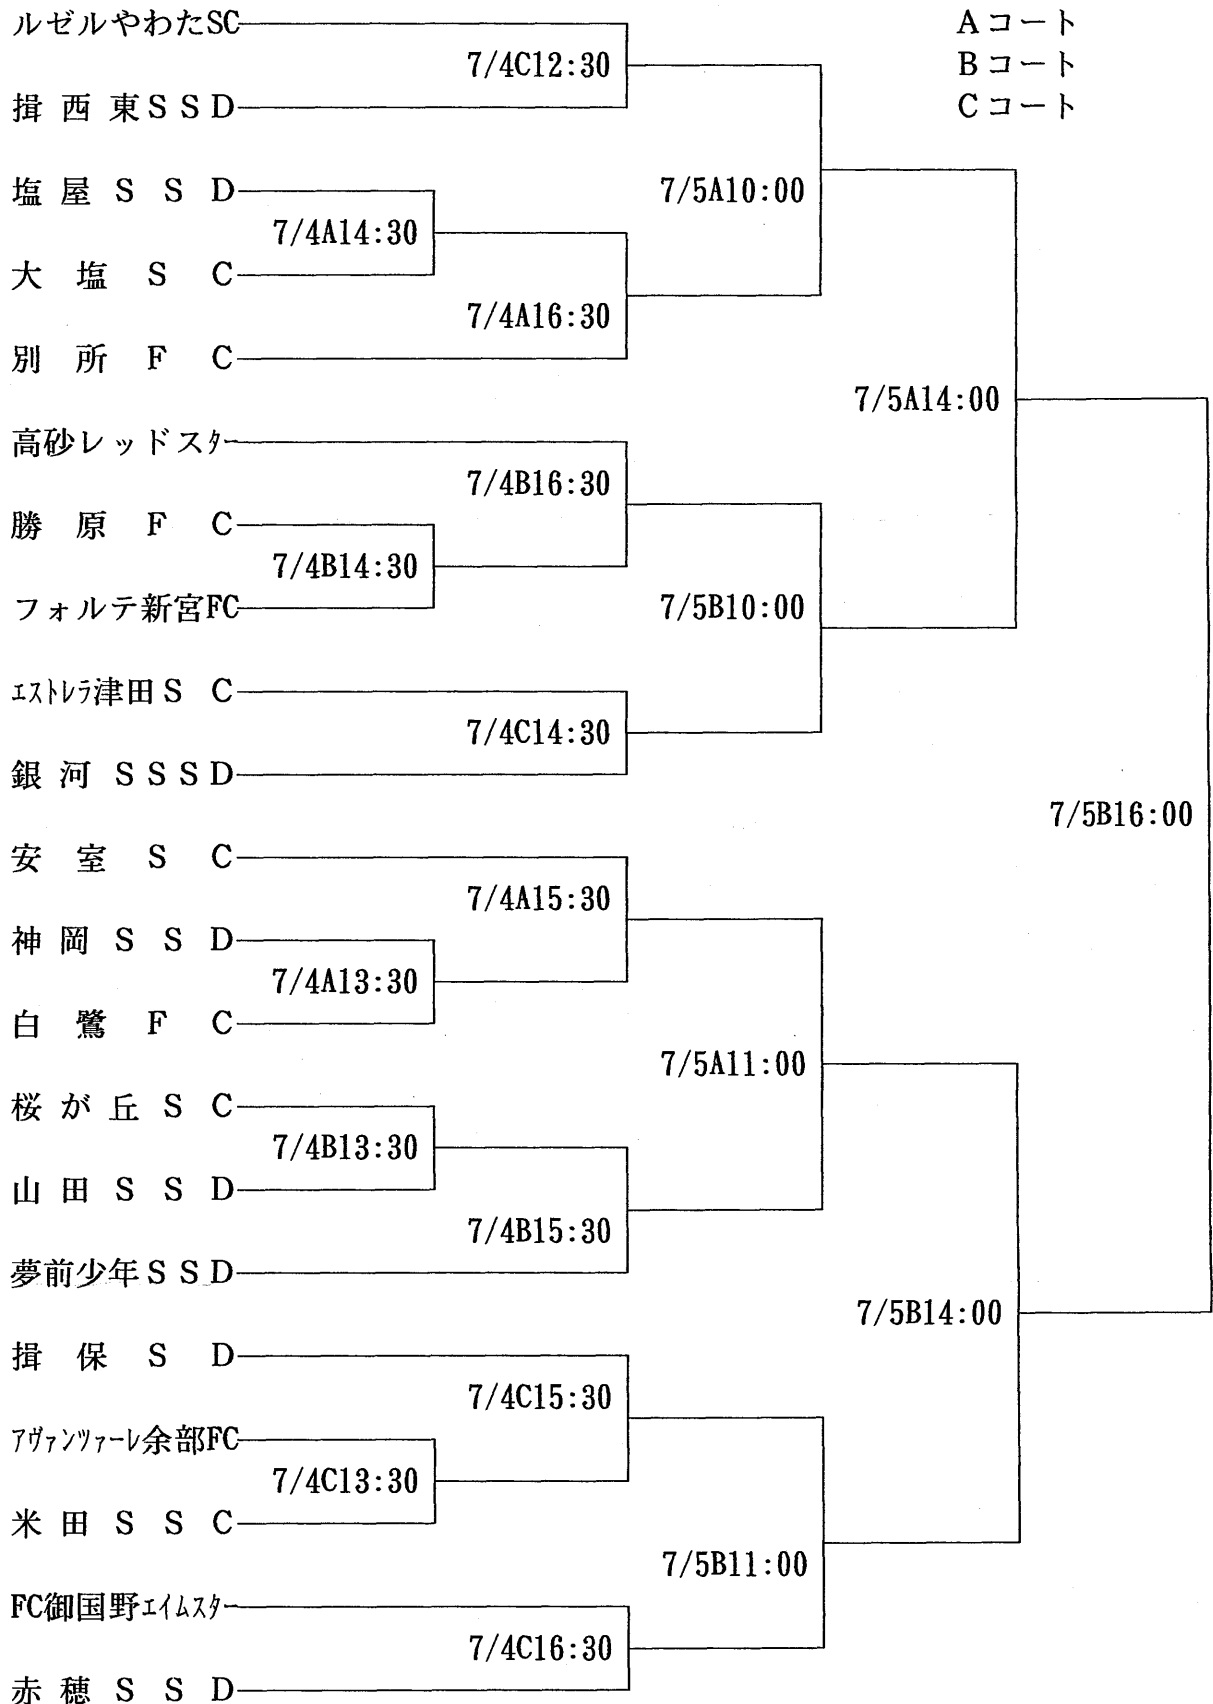 ルゼルやわたSC
Aコート
7/4C12:30
Bコート
揖西東SSD
Cコート
塩屋SSD
7/5A10:00
7/4A14:30
大塩SC
7/4A16:30
別所FC
7/5A14:00
高砂レッドスター
7/4B16:30
勝原FC
7/4B14:30
フォルテ新宮FC
7/5B10:00
エストレラ津田SC
7/4C14:30
銀河SSSD
7/5B16:00
安室SC
7/4A15:30
神岡SSD
7/4A13:30
白鷺FC
7/5A11:00
桜が丘SC
7/4B13:30
山田SSD
7/4B15:30
夢前少年SSD
7/5B14:00
揖保SD
7/4C15:30
アヴァンツァーレ余部FC
7/4C13:30
米田SSC
7/5B11:00
FC御国野エイムスター
7/4C16:30
赤穂SSD